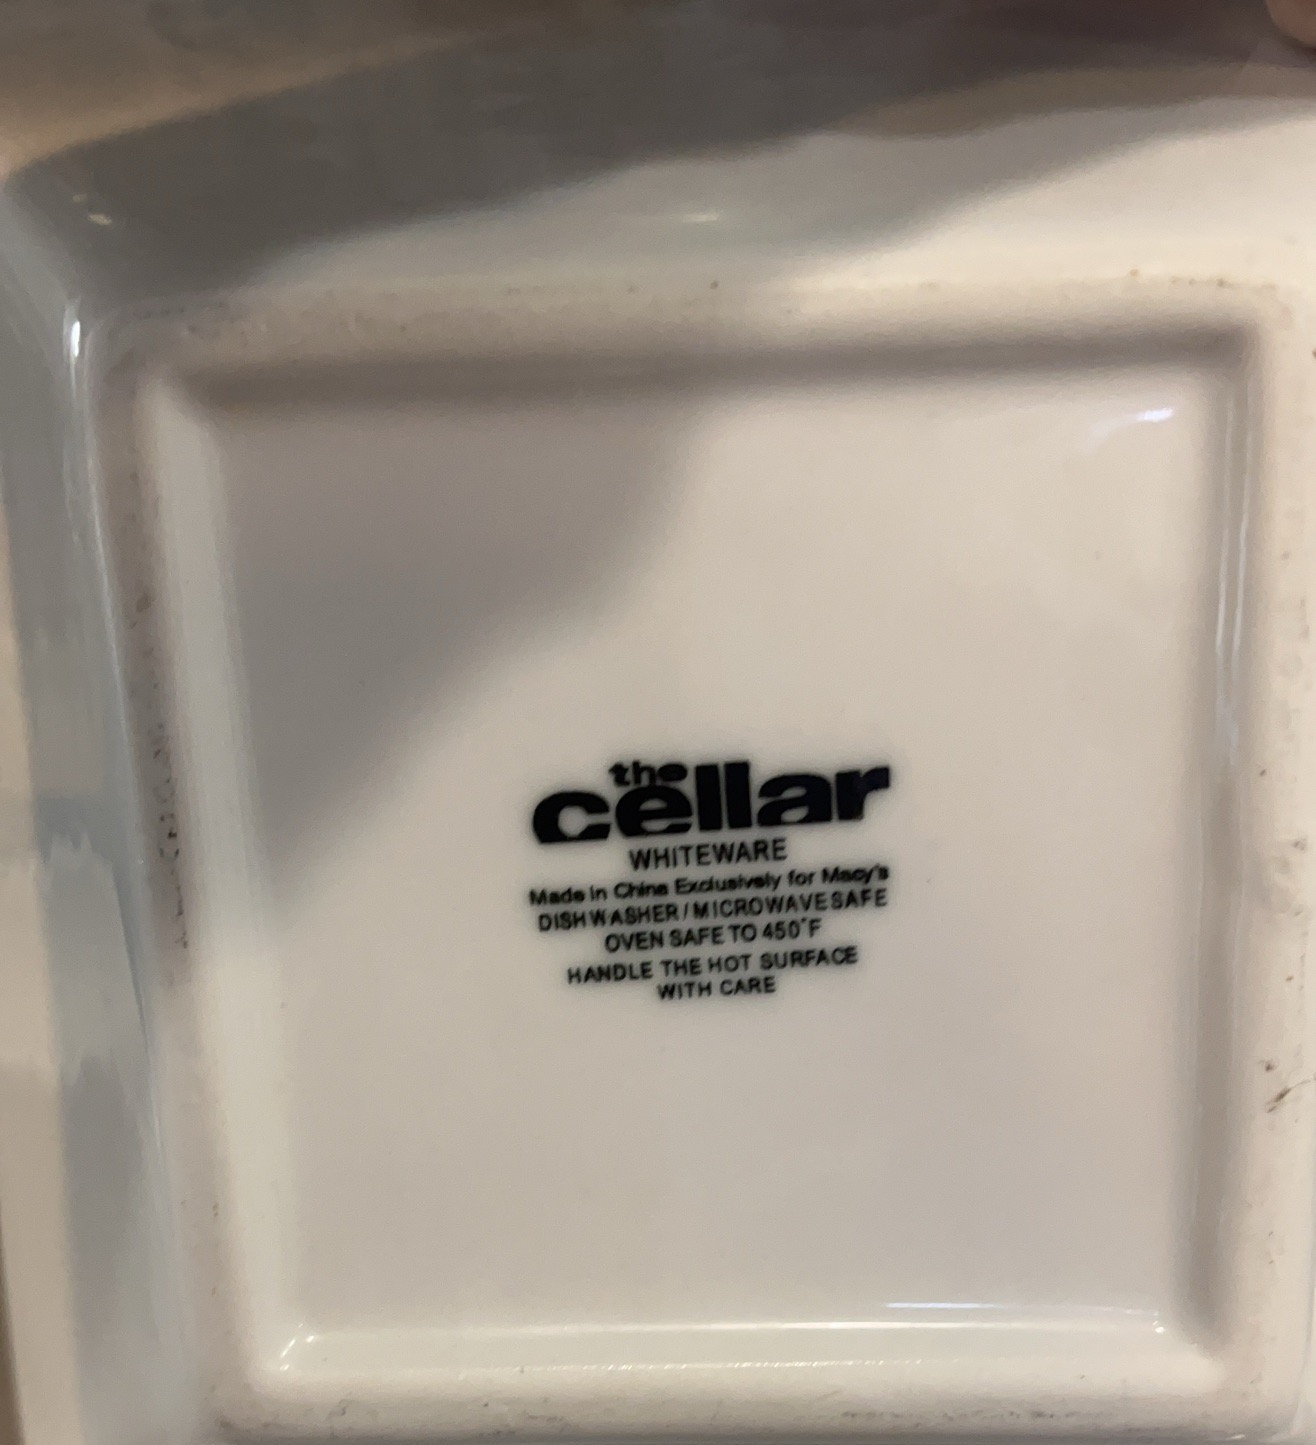 the
cellar
WHITEWARE
Made in China Exclusively for Macy's
DISHWASHER/MICROWAVE SAFE
OVEN SAFE TO 450°F
HANDLE THE HOT SURFACE
WITH CARE